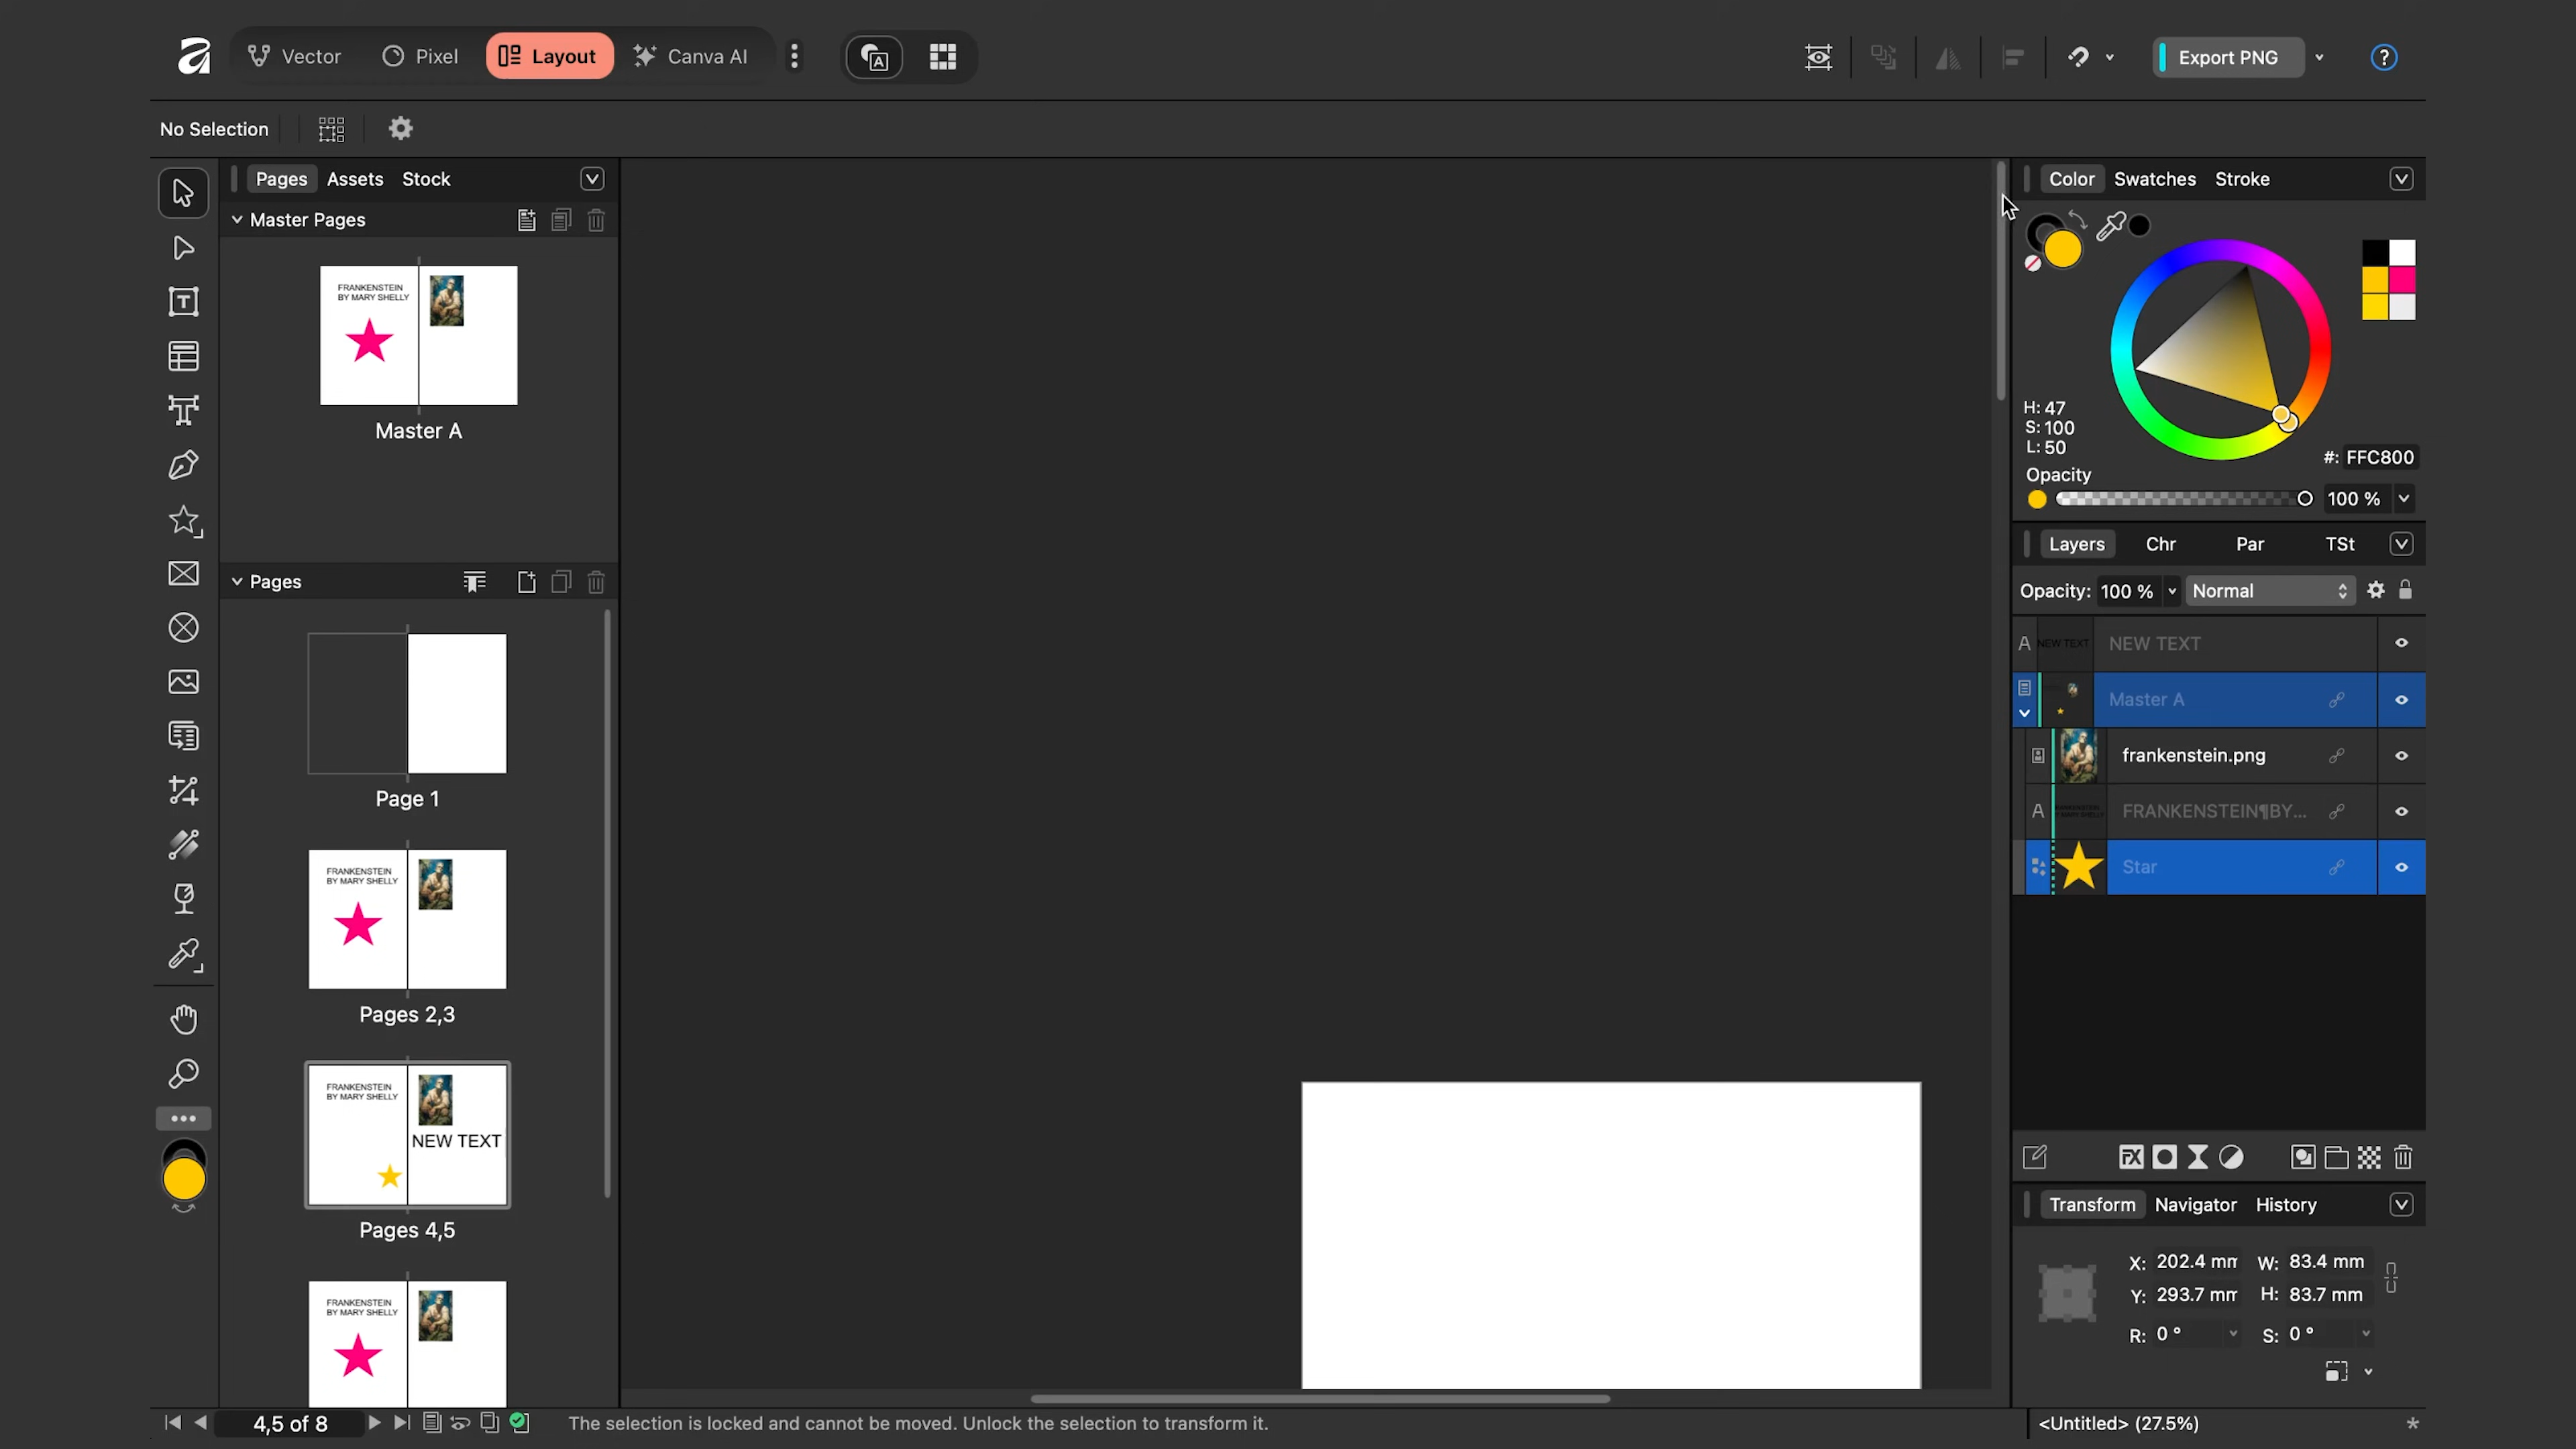 Vector
Pixel
Layout
Canva AI
Export PNG
?
No Selection
Pages
Assets
Stock
Master Pages
FRANKENSTEIN
BY MARY SHELLY
Master A
Pages
Page 1
FRANKENSTEIN
BY MARY SHELLY
Pages 2,3
FRANKENSTEIN
BY MARY SHELLY
NEW TEXT
Pages 4,5
FRANKENSTEIN
BY MARY SHELLY
Color
Swatches
Stroke
H: 47
S: 100
L: 50
#: FFC800
Opacity
100 %
Layers
Chr
Par
TSt
Opacity: 100 %
Normal
A NEW TEXT NEW TEXT
Master A
frankenstein.png
A FRANKENSTEIN¶BY...
Star
FX
Transform
Navigator
History
X: 202.4 mm W: 83.4 mm
Y: 293.7 mm H: 83.7 mm
R: 0 ° S: 0 °
4,5 of 8
The selection is locked and cannot be moved. Unlock the selection to transform it.
<Untitled> (27.5%)
*